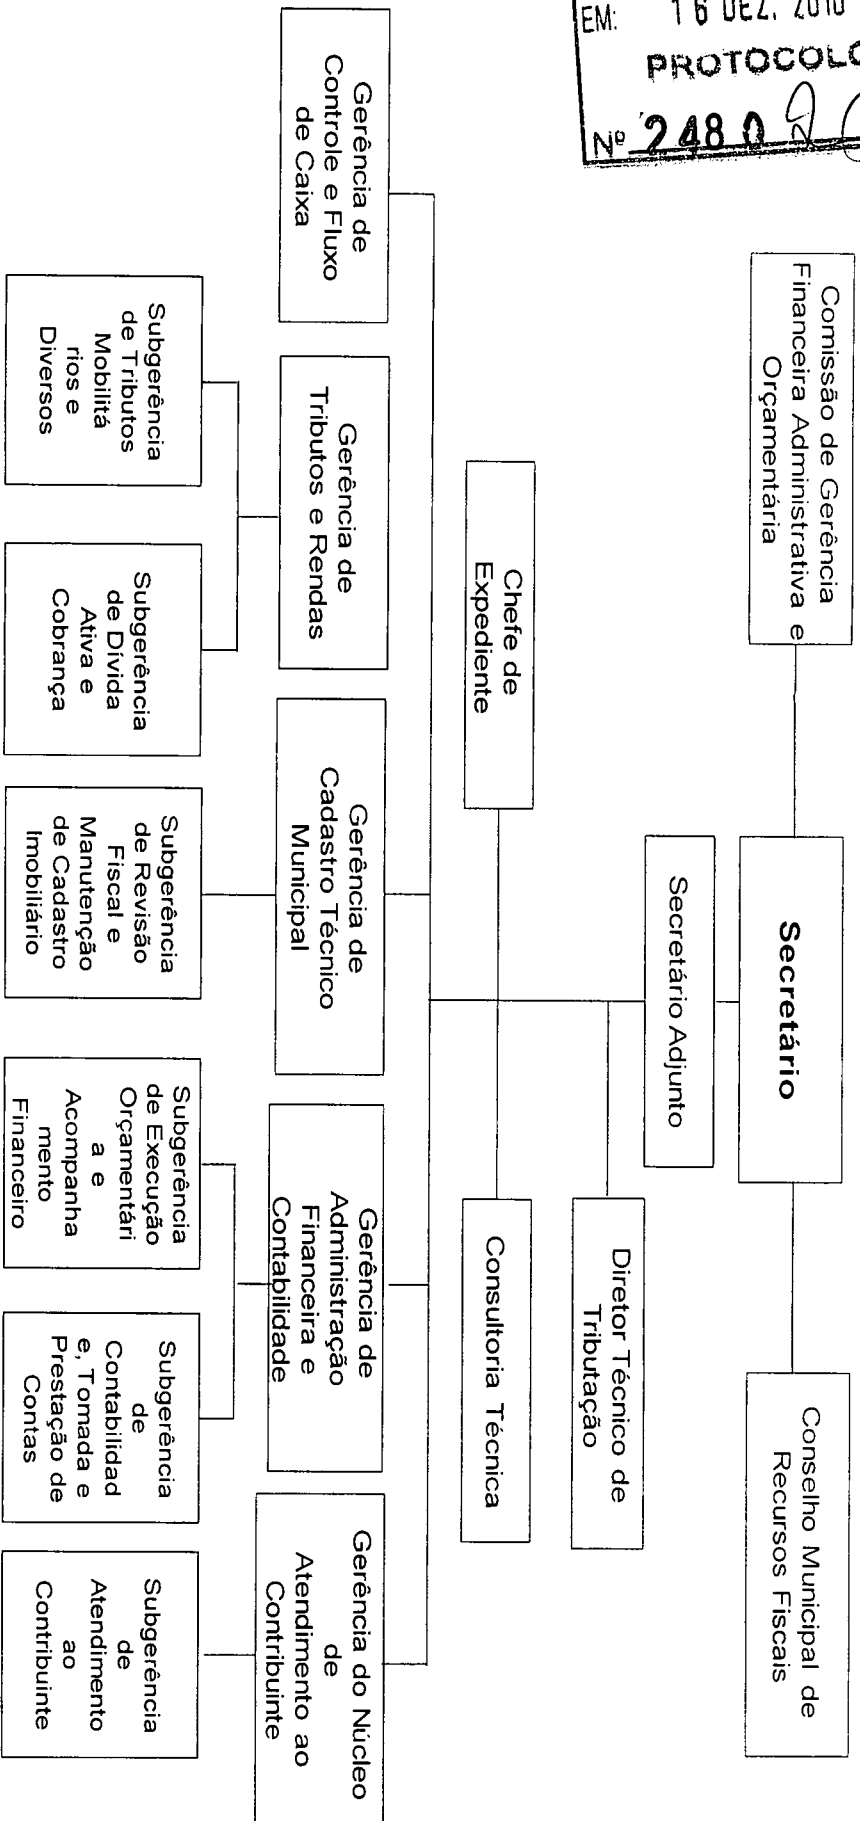 EM: 16 DEZ. 2010
PROTOCOLO
Nº 2480
Comissão de Gerência
Financeira Administrativa e
Orçamentária
Secretário
Conselho Municipal de
Recursos Fiscais
Secretário Adjunto
Diretor Técnico de
Tributação
Chefe de
Expediente
Consultoria Técnica
Gerência de
Controle e Fluxo
de Caixa
Gerência de
Tributos e Rendas
Gerência de
Cadastro Técnico
Municipal
Gerência de
Administração
Financeira e
Contabilidade
Gerência do Núcleo
de
Atendimento ao
Contribuinte
Subgerência
de Tributos
Mobilitá
rios e
Diversos
Subgerência
de Dívida
Ativa e
Cobrança
Subgerência
de Revisão
Fiscal e
Manutenção
de Cadastro
Imobiliário
Subgerência
de Execução
Orçamentári
a e
Acompanha
mento
Financeiro
Subgerência
de
Contabilidad
e, Tomada e
Prestação de
Contas
Subgerência
de
Atendimento
ao
Contribuinte